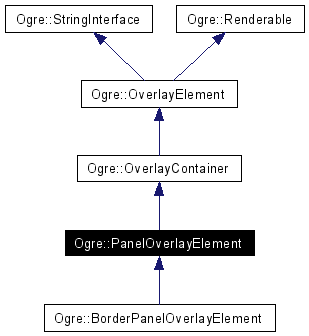 Ogre::StringInterface
Ogre::Renderable
Ogre::OverlayElement
Ogre::OverlayContainer
Ogre::PanelOverlayElement
Ogre::BorderPanelOverlayElement